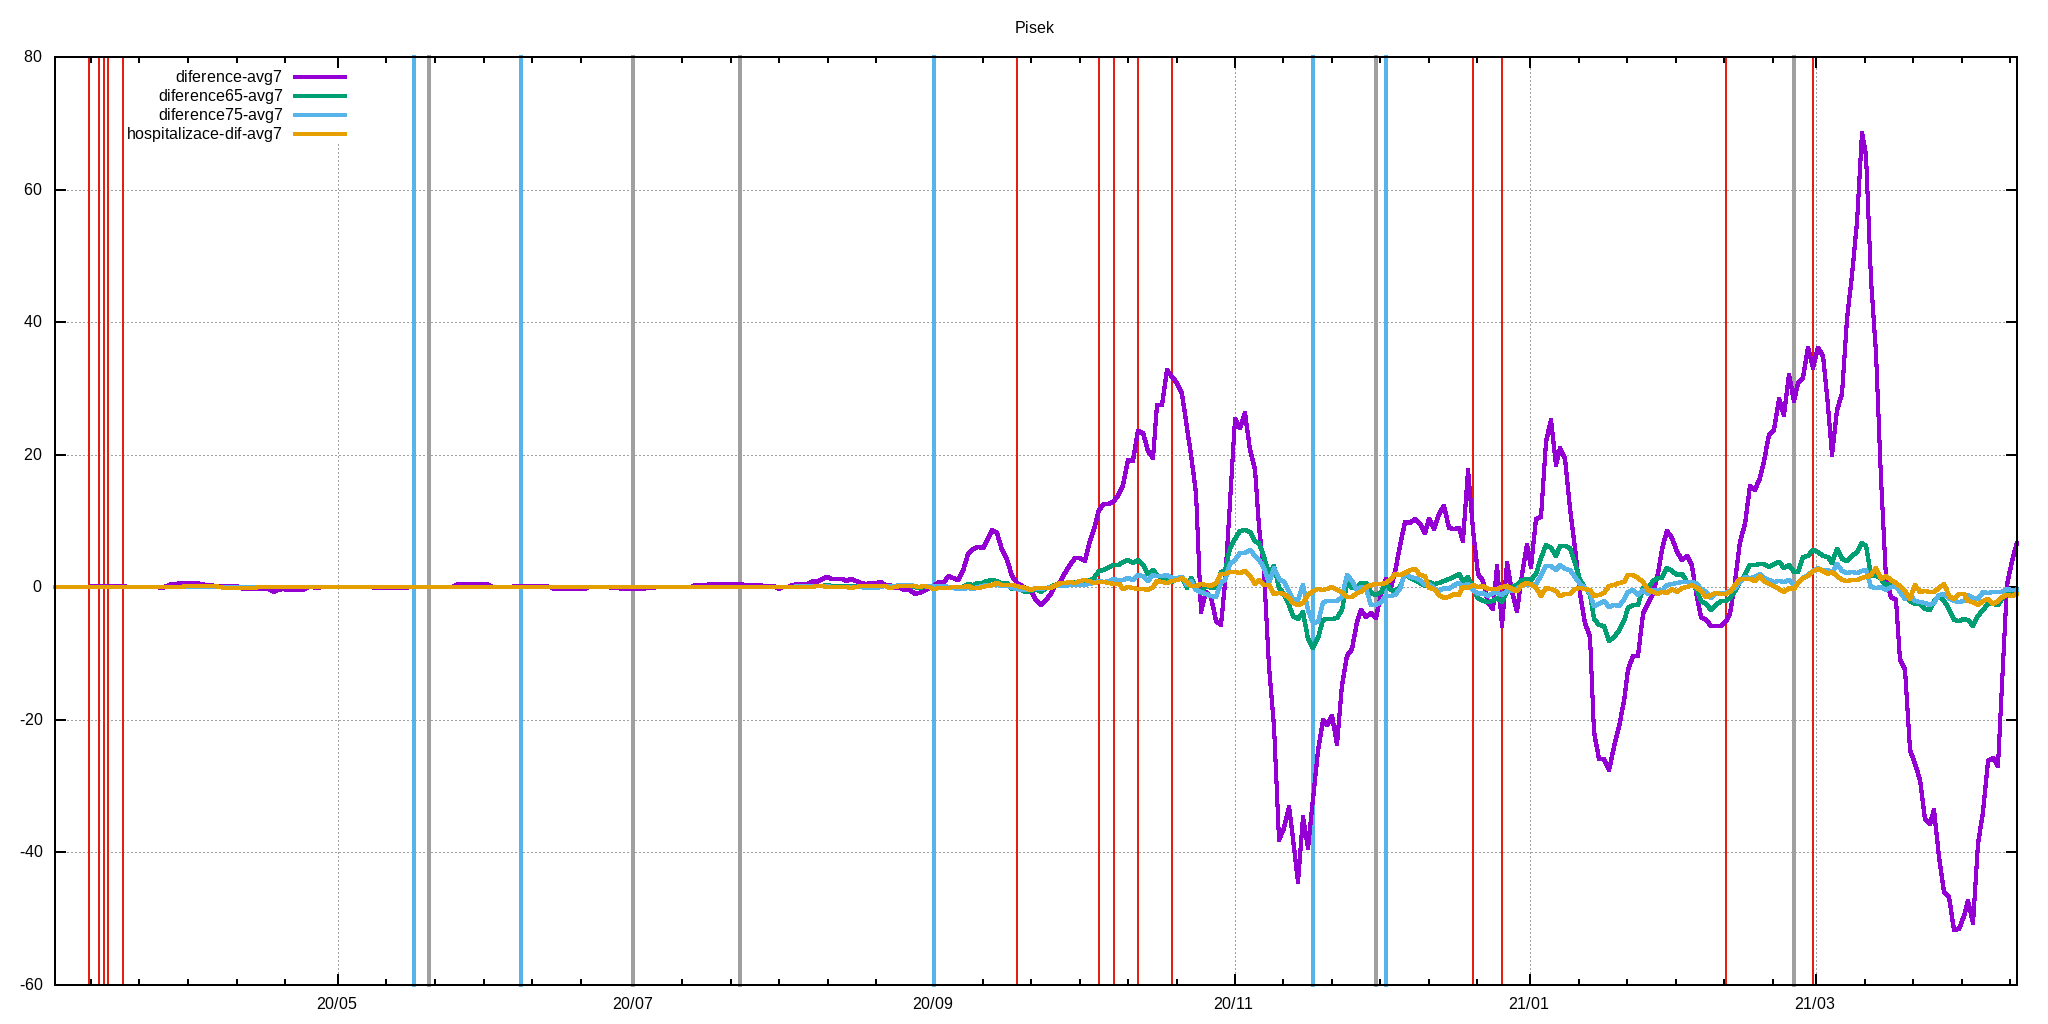 Pisek
diference-avg7
diference65-avg7
diference75-avg7
hospitalizace-dif-avg7
80
60
40
20
0
-20
-40
-60
20/05 20/07 20/09 20/11 21/01 21/03